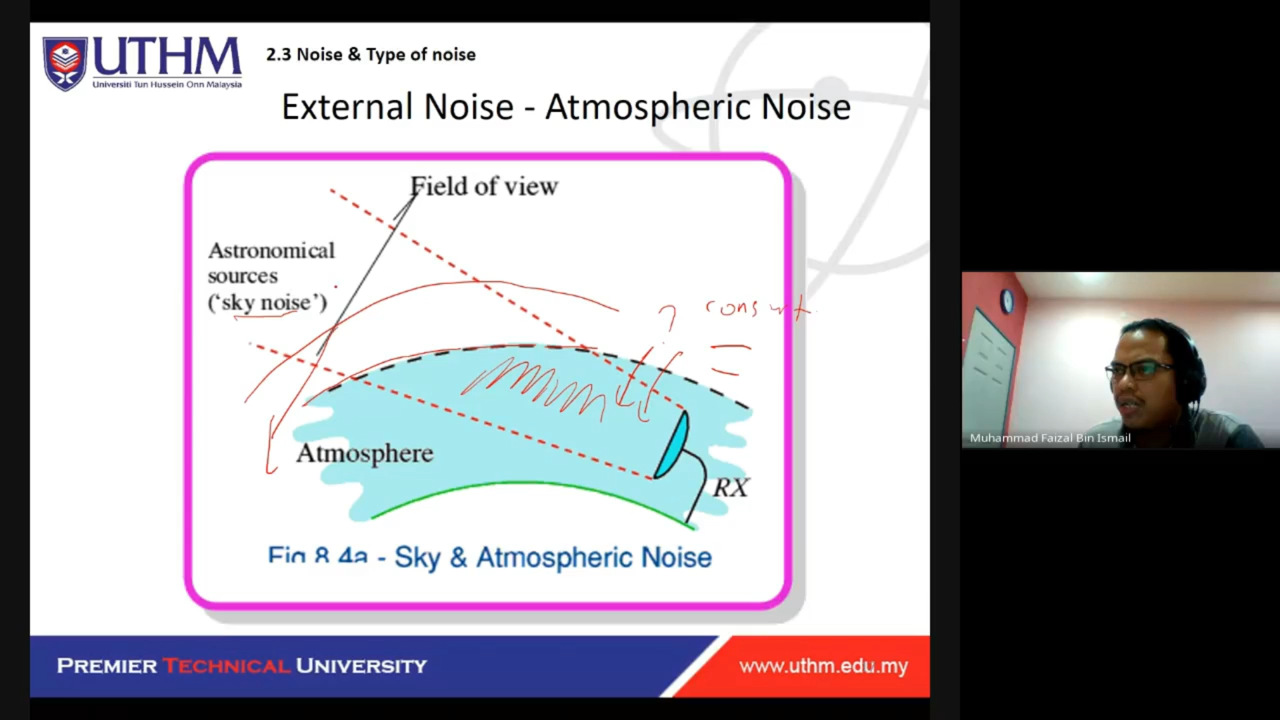 UTHM
Universiti Tun Hussein Onn Malaysia
2.3 Noise & Type of noise
External Noise - Atmospheric Noise
Field of view
Astronomical
sources
('sky noise')
Atmosphere
RX
Fig 8.4a - Sky & Atmospheric Noise
PREMIER TECHNICAL UNIVERSITY
www.uthm.edu.my
Muhammad Faizal Bin Ismail